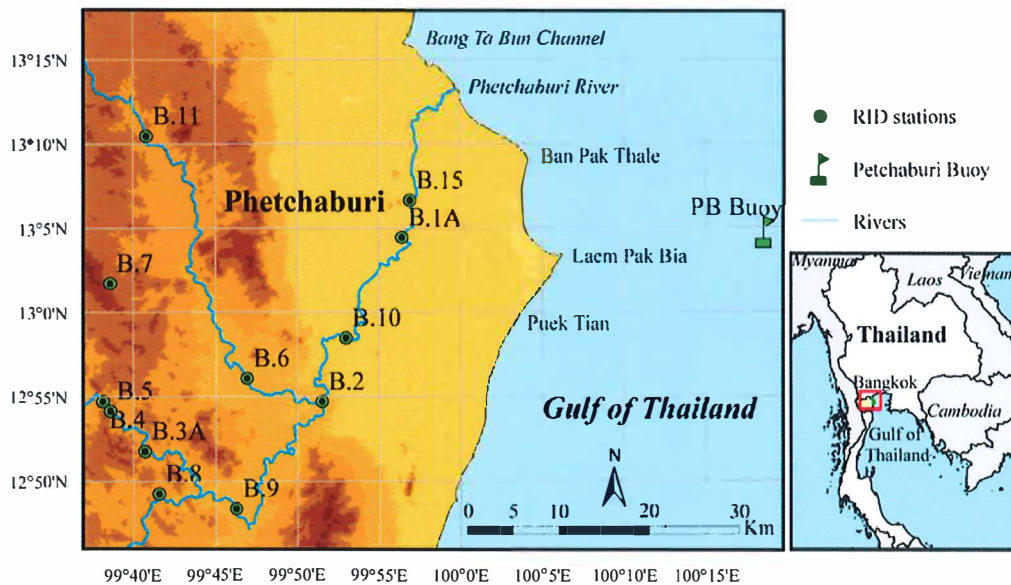 Bang Ta Bun Channel
13°15'N
Phetchaburi River
B.11
RID stations
13°10'N
Ban Pak Thale
Petchaburi Buoy
B.15
Phetchaburi
B.1A
PB Buoy
Rivers
13°5'N
B.7
Laem Pak Bia
Myanma
Laos
Vietnam
13°0'N
B.10
Puek Tian
Thailand
B.6
B.2
Bangkok
12°55'N
B.5
B.4
Gulf of Thailand
Cambodia
B.3A
Gulf of
Thailand
N
B.8
12°50'N
B.9
0 5 10 20 30
Km
99°40'E 99°45'E 99°50'E 99°55'E 100°0'E 100°5'E 100°10'E 100°15'E